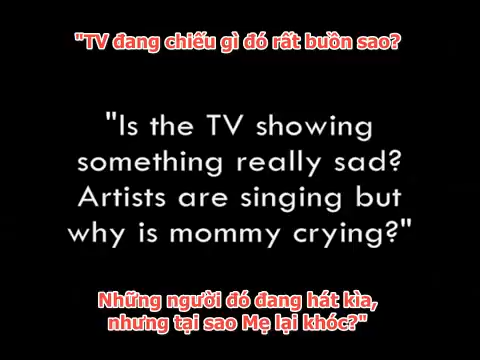 "TV đang chiếu gì đó rất buồn sao?
"Is the TV showing
something really sad?
Artists are singing but
why is mommy crying?"
Những người đó đang hát kìa,
nhưng tại sao Mẹ lại khóc?"